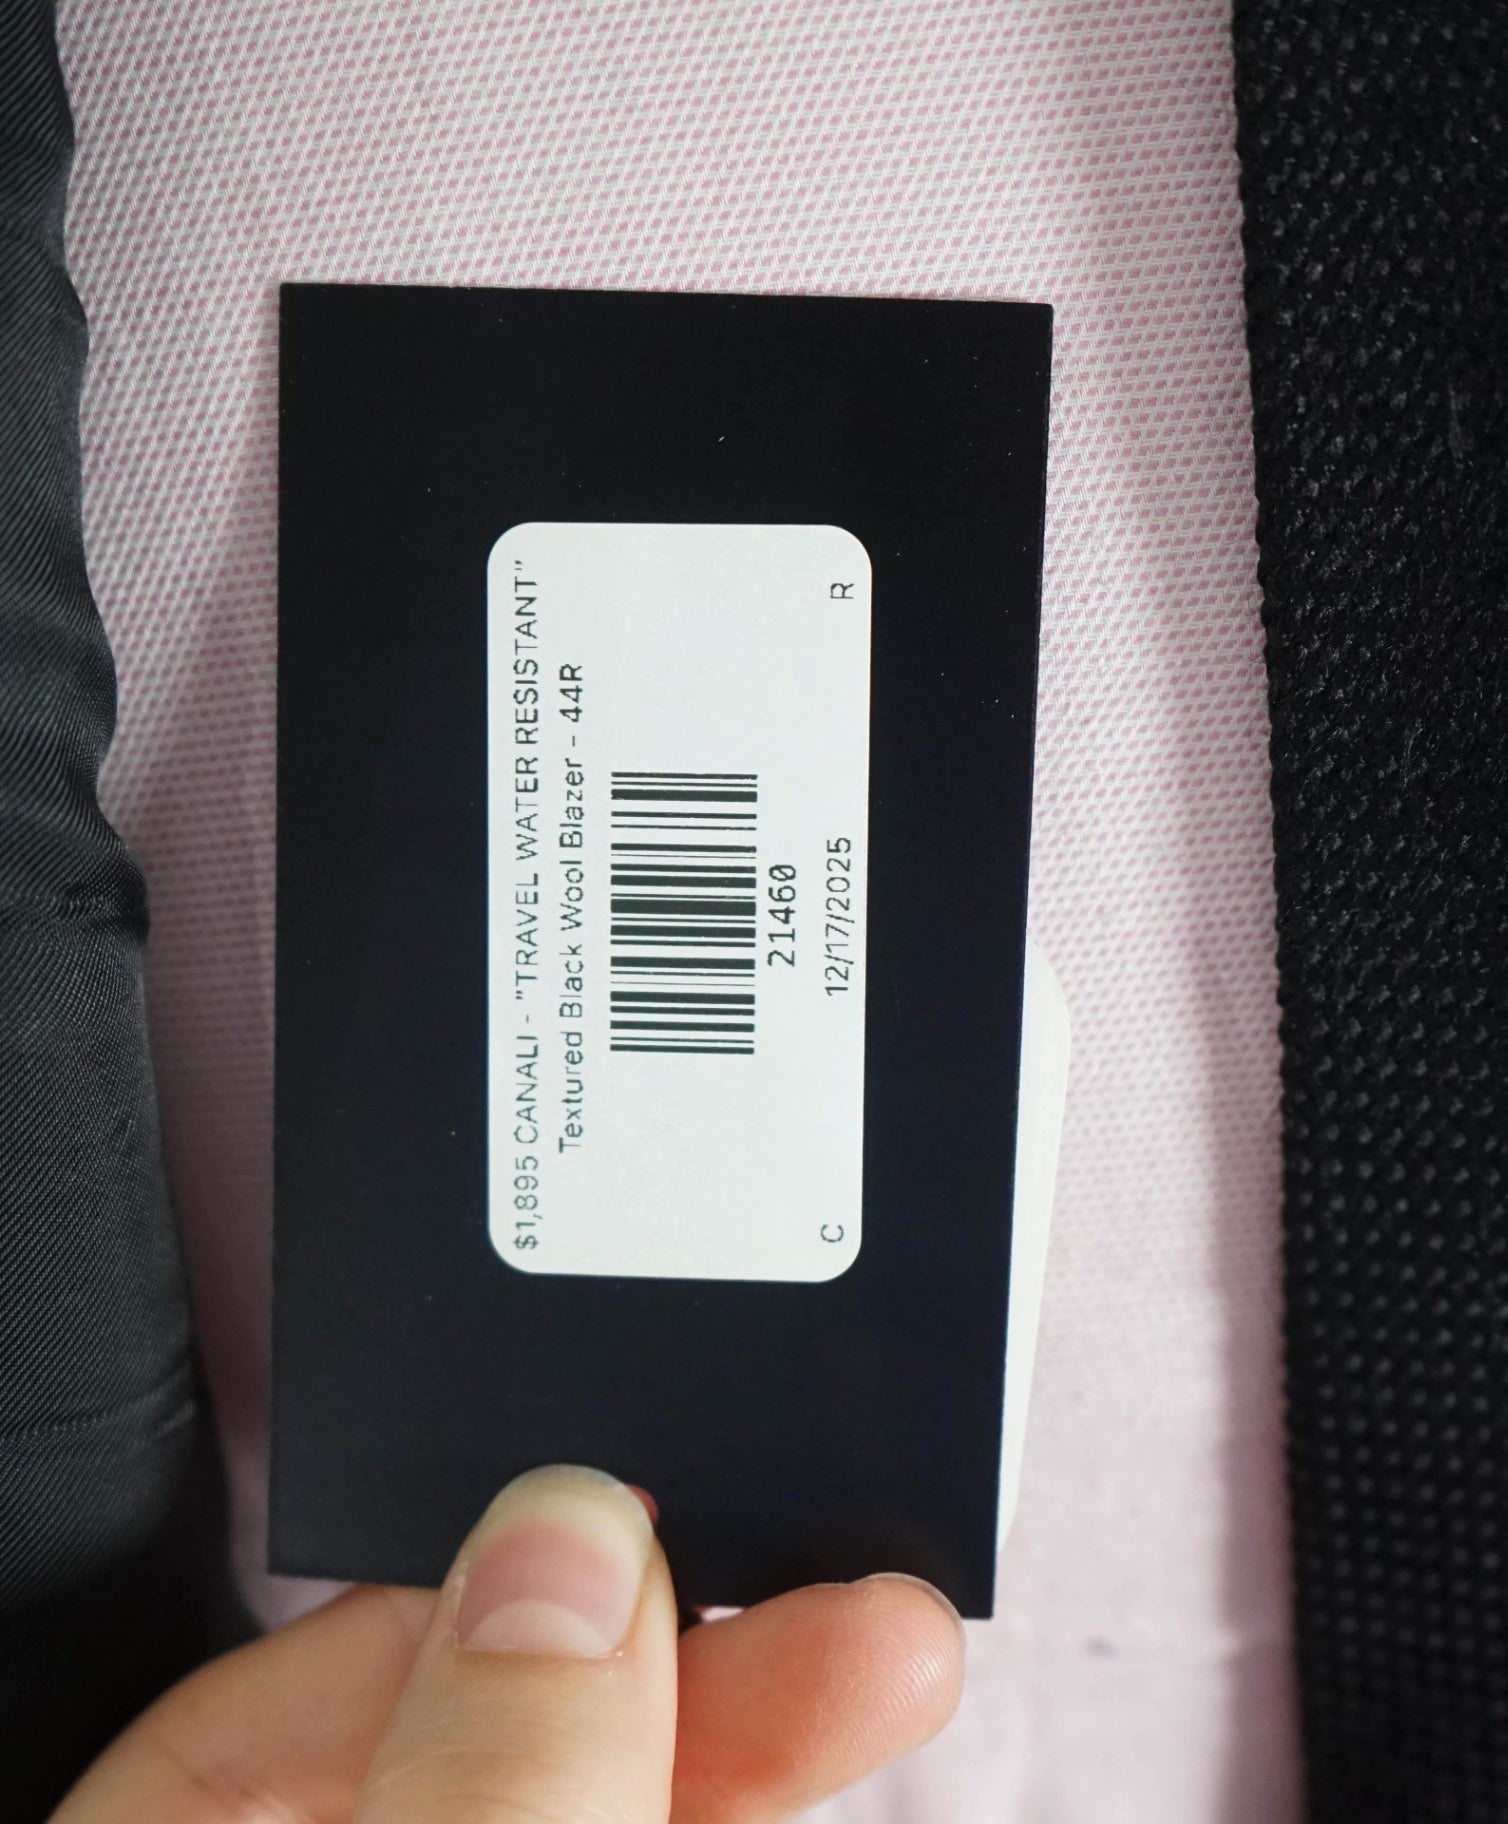 $1,895 CANALI - "TRAVEL WATER RESISTANT"
Textured Black Wool Blazer - 44R
21460
C 12/17/2025 R